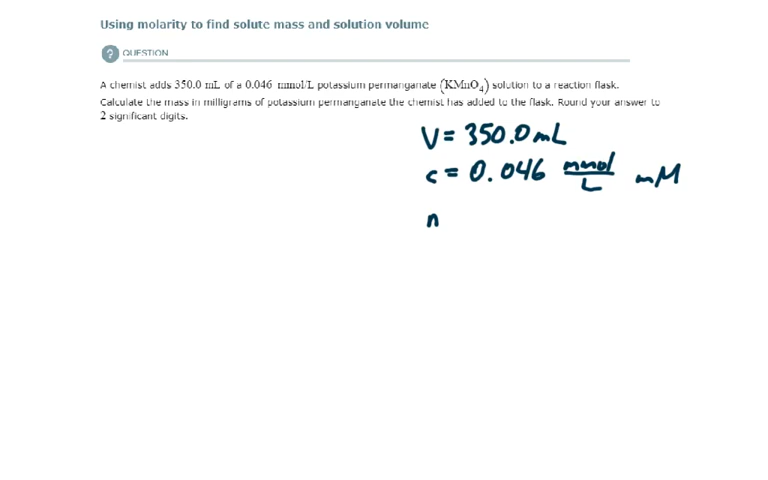 Using molarity to find solute mass and solution volume
? QUESTION
A chemist adds 350.0 mL of a 0.046 mmol/L potassium permanganate (KMnO₄) solution to a reaction flask.
Calculate the mass in milligrams of potassium permanganate the chemist has added to the flask. Round your answer to
2 significant digits.
V = 350.0 mL
c = 0.046 mmol/L mM
n